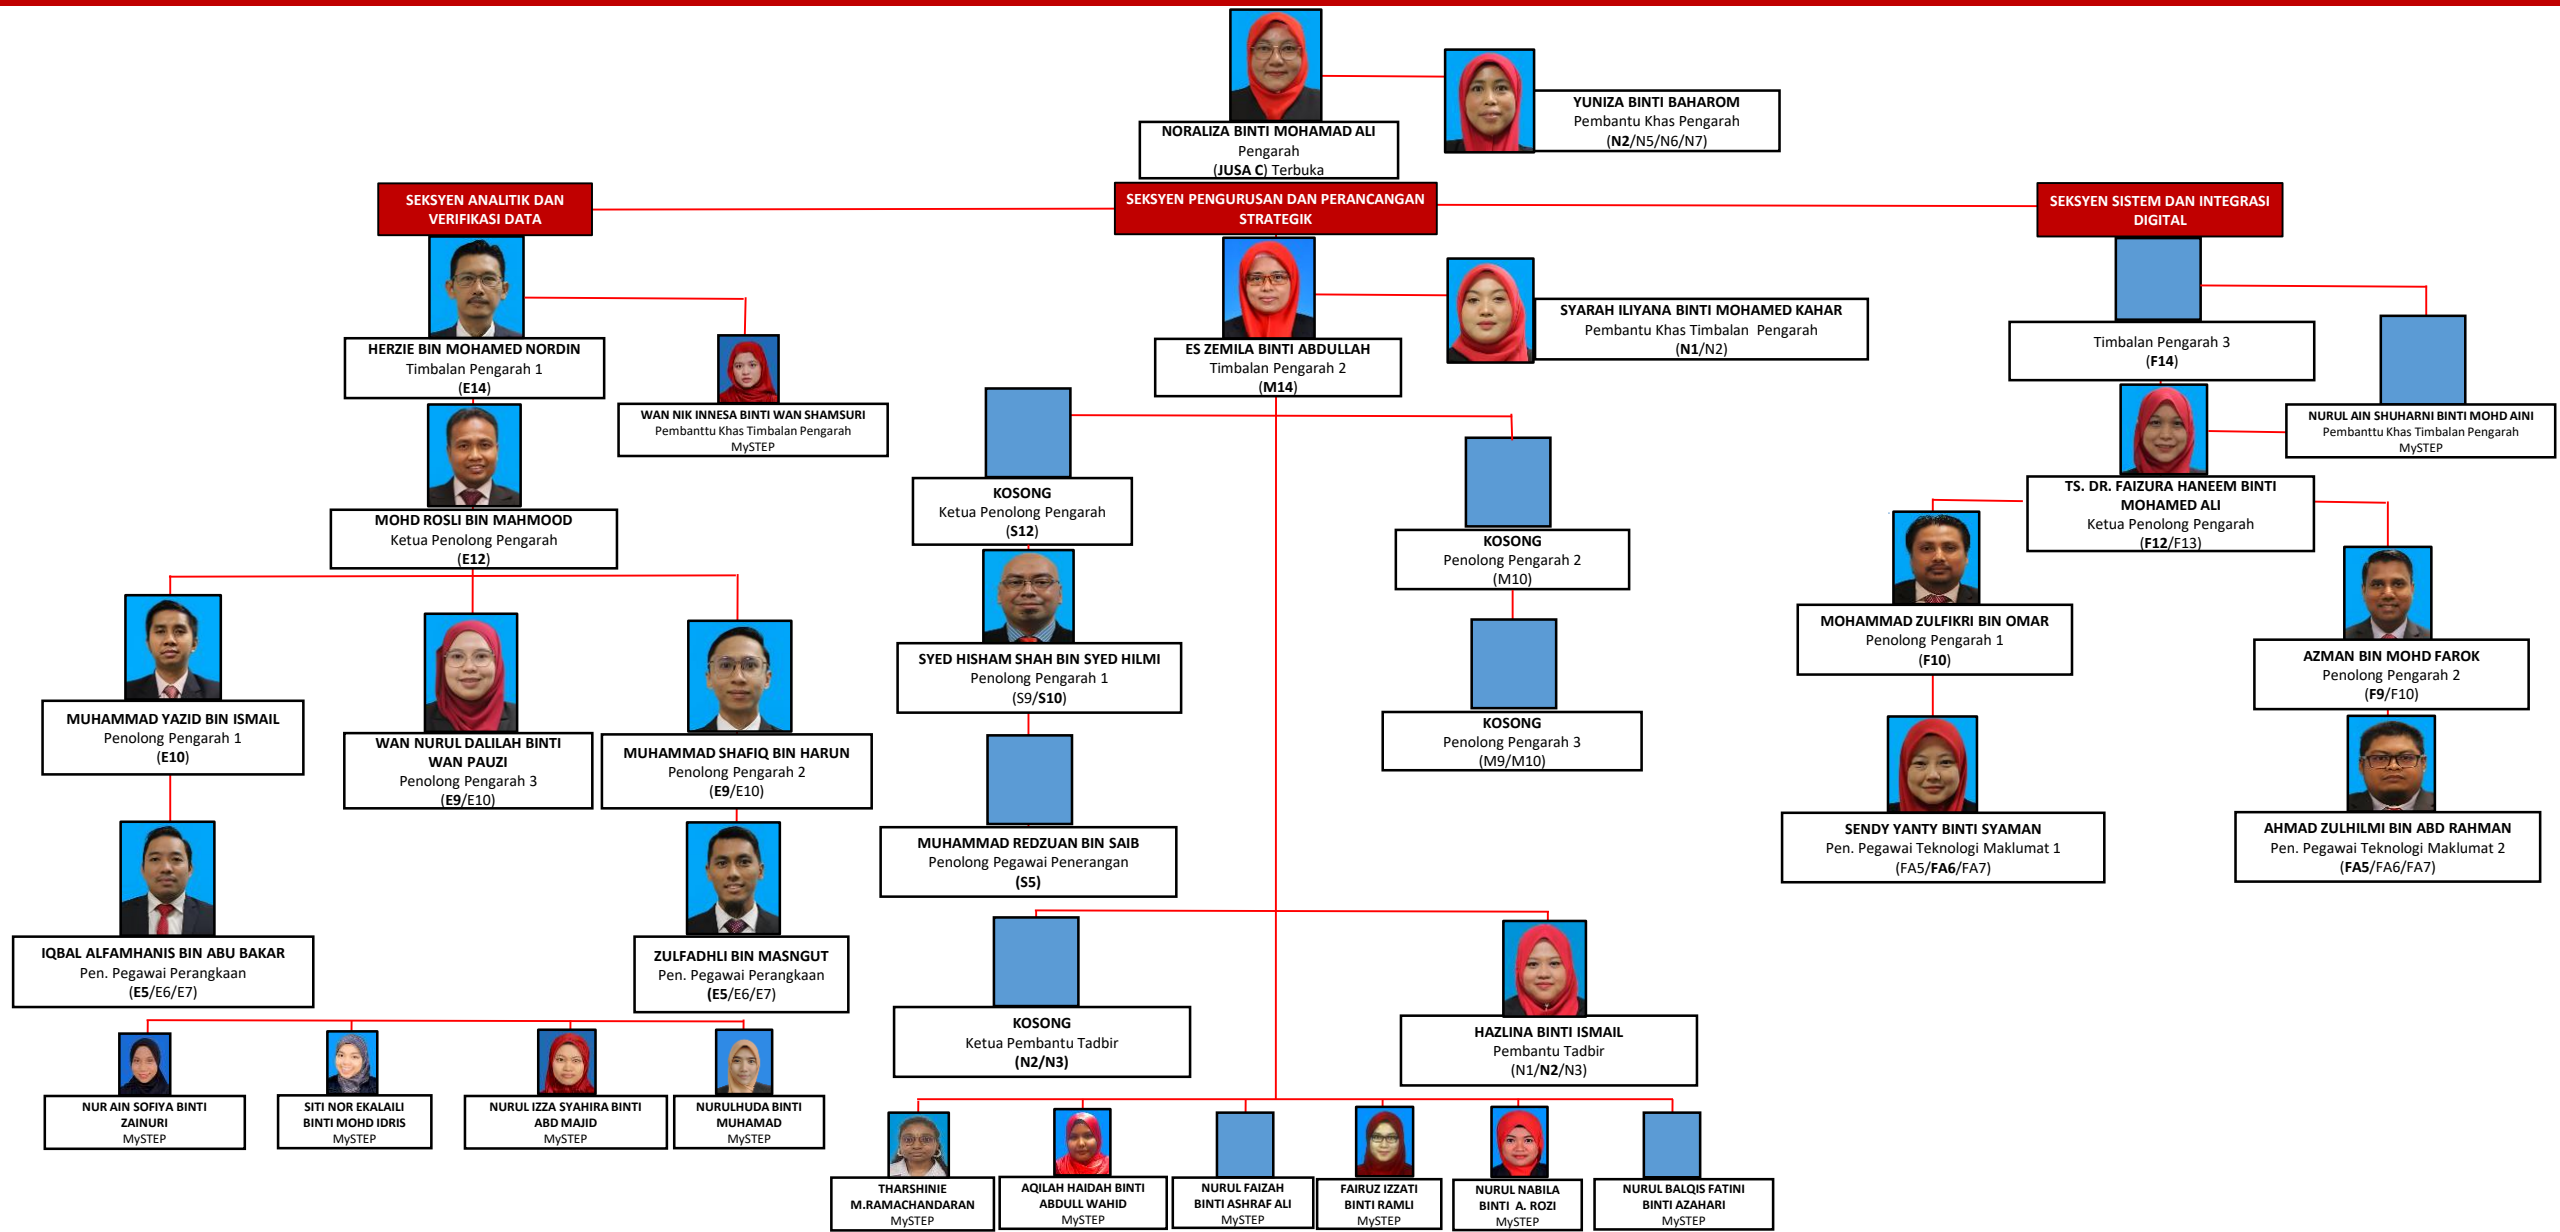 NORALIZA BINTI MOHAMAD ALI
Pengarah
(JUSA C) Terbuka
YUNIZA BINTI BAHAROM
Pembantu Khas Pengarah
(N2/N5/N6/N7)
SEKSYEN ANALITIK DAN
VERIFIKASI DATA
SEKSYEN PENGURUSAN DAN PERANCANGAN
STRATEGIK
SEKSYEN SISTEM DAN INTEGRASI
DIGITAL
HERZIE BIN MOHAMED NORDIN
Timbalan Pengarah 1
(E14)
WAN NIK INNESA BINTI WAN SHAMSURI
Pembanttu Khas Timbalan Pengarah
MySTEP
MOHD ROSLI BIN MAHMOOD
Ketua Penolong Pengarah
(E12)
MUHAMMAD YAZID BIN ISMAIL
Penolong Pengarah 1
(E10)
WAN NURUL DALILAH BINTI
WAN PAUZI
Penolong Pengarah 3
(E9/E10)
MUHAMMAD SHAFIQ BIN HARUN
Penolong Pengarah 2
(E9/E10)
IQBAL ALFAMHANIS BIN ABU BAKAR
Pen. Pegawai Perangkaan
(E5/E6/E7)
ZULFADHLI BIN MASNGUT
Pen. Pegawai Perangkaan
(E5/E6/E7)
NUR AIN SOFIYA BINTI
ZAINURI
MySTEP
SITI NOR EKALAILI
BINTI MOHD IDRIS
MySTEP
NURUL IZZA SYAHIRA BINTI
ABD MAJID
MySTEP
NURULHUDA BINTI
MUHAMAD
MySTEP
ES ZEMILA BINTI ABDULLAH
Timbalan Pengarah 2
(M14)
SYARAH ILIYANA BINTI MOHAMED KAHAR
Pembantu Khas Timbalan  Pengarah
(N1/N2)
KOSONG
Ketua Penolong Pengarah
(S12)
KOSONG
Penolong Pengarah 2
(M10)
SYED HISHAM SHAH BIN SYED HILMI
Penolong Pengarah 1
(S9/S10)
KOSONG
Penolong Pengarah 3
(M9/M10)
MUHAMMAD REDZUAN BIN SAIB
Penolong Pegawai Penerangan
(S5)
KOSONG
Ketua Pembantu Tadbir
(N2/N3)
HAZLINA BINTI ISMAIL
Pembantu Tadbir
(N1/N2/N3)
THARSHINIE
M.RAMACHANDARAN
MySTEP
AQILAH HAIDAH BINTI
ABDULL WAHID
MySTEP
NURUL FAIZAH
BINTI ASHRAF ALI
MySTEP
FAIRUZ IZZATI
BINTI RAMLI
MySTEP
NURUL NABILA
BINTI  A. ROZI
MySTEP
NURUL BALQIS FATINI
BINTI AZAHARI
MySTEP
Timbalan Pengarah 3
(F14)
NURUL AIN SHUHARNI BINTI MOHD AINI
Pembanttu Khas Timbalan Pengarah
MySTEP
TS. DR. FAIZURA HANEEM BINTI
MOHAMED ALI
Ketua Penolong Pengarah
(F12/F13)
MOHAMMAD ZULFIKRI BIN OMAR
Penolong Pengarah 1
(F10)
AZMAN BIN MOHD FAROK
Penolong Pengarah 2
(F9/F10)
SENDY YANTY BINTI SYAMAN
Pen. Pegawai Teknologi Maklumat 1
(FA5/FA6/FA7)
AHMAD ZULHILMI BIN ABD RAHMAN
Pen. Pegawai Teknologi Maklumat 2
(FA5/FA6/FA7)